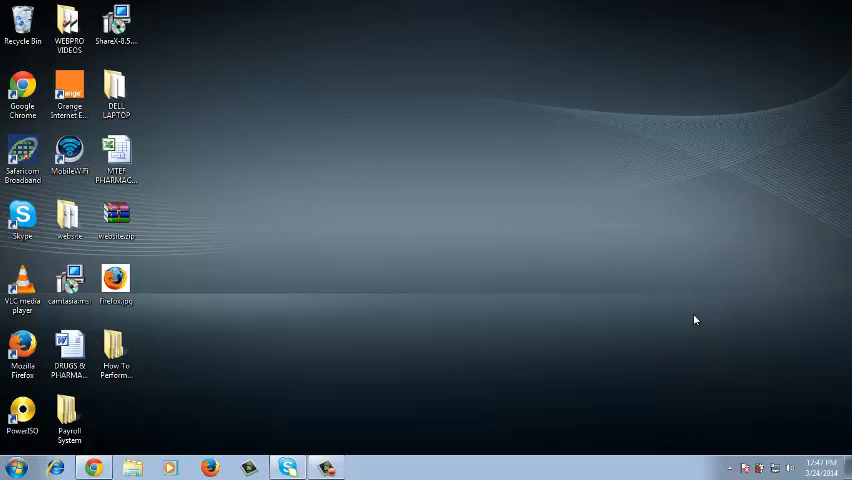 Recycle Bin
WEBPRO
VIDEOS
ShareX-8.5....
Google
Chrome
Orange
Internet E...
DELL
LAPTOP
Safaricom
Broadband
MobileWiFi
MTEF
PHARMAC...
Skype
website
website.zip
VLC media
player
camtasia.msi
firefox.jpg
Mozilla
Firefox
DRUGS &
PHARMA...
How To
Perform...
PowerISO
Payroll
System
12:47 PM
3/24/2014